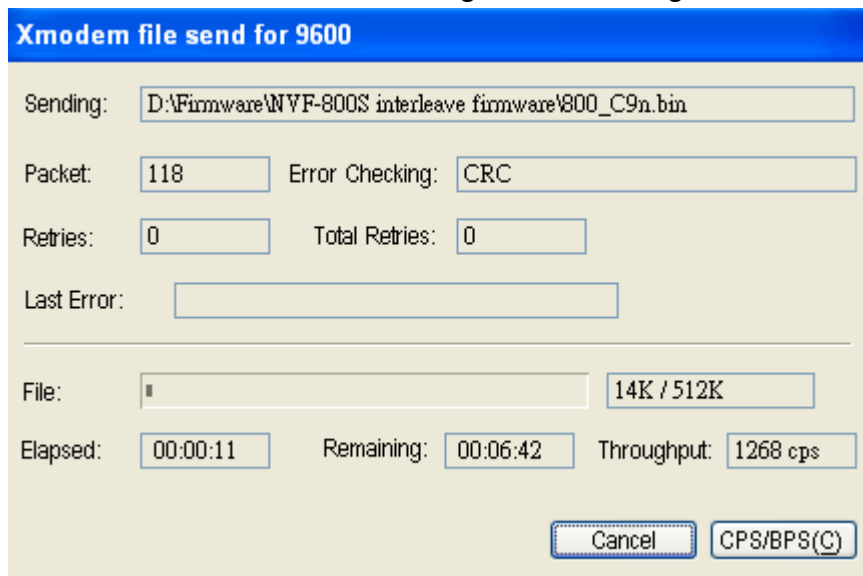 Xmodem file send for 9600
Sending: D:\Firmware\NVF-800S interleave firmware\800_C9n.bin
Packet: 118 Error Checking: CRC
Retries: 0 Total Retries: 0
Last Error:
File: 14K / 512K
Elapsed: 00:00:11 Remaining: 00:06:42 Throughput: 1268 cps
Cancel CPS/BPS(C)